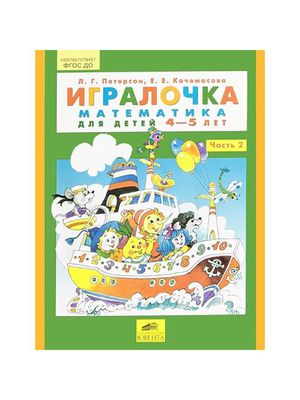 СООТВЕТСТВУЕТ
ФГОС ДО
Л. Г. Петерсон, Е. Е. Кочемасова
ИГРАЛОЧКА
МАТЕМАТИКА
ДЛЯ ДЕТЕЙ 4—5 ЛЕТ
Часть 2
1 2 3 4 5 6 7 8 9 10
ЮВЕНТА